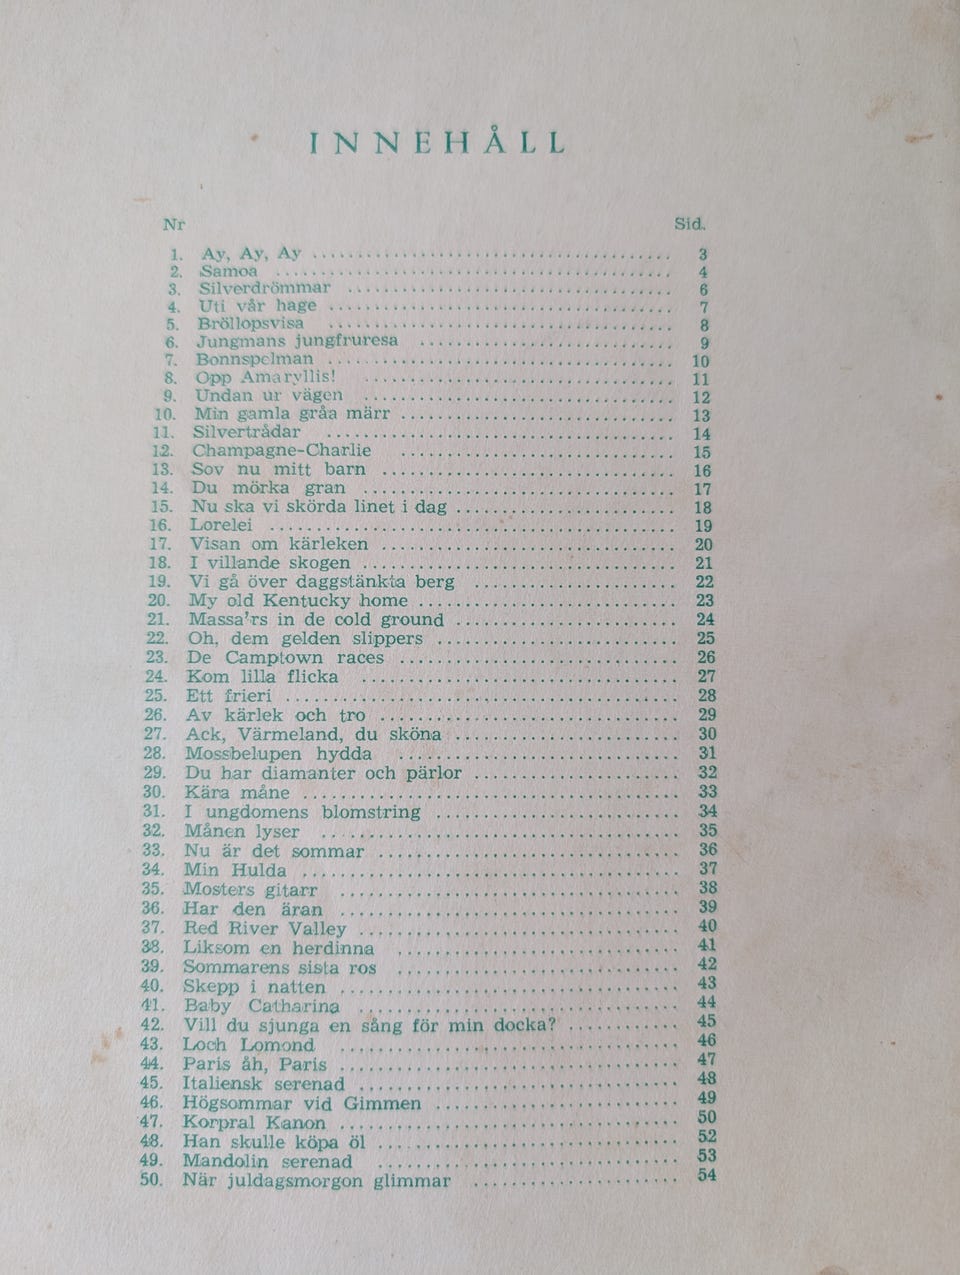 INNEHÅLL
Nr Sid.
1. Ay, Ay, Ay 3
2. Samoa 4
3. Silverdrömmar 6
4. Uti vår hage 7
5. Bröllopsvisa 8
6. Jungmans jungfruresa 9
7. Bonnspelman 10
8. Opp Amaryllis! 11
9. Undan ur vägen 12
10. Min gamla gråa märr 13
11. Silvertrådar 14
12. Champagne-Charlie 15
13. Sov nu mitt barn 16
14. Du mörka gran 17
15. Nu ska vi skörda linet i dag 18
16. Lorelei 19
17. Visan om kärleken 20
18. I villande skogen 21
19. Vi gå över daggstänkta berg 22
20. My old Kentucky home 23
21. Massa'rs in de cold ground 24
22. Oh, dem gelden slippers 25
23. De Camptown races 26
24. Kom lilla flicka 27
25. Ett frieri 28
26. Av kärlek och tro 29
27. Ack, Värmeland, du sköna 30
28. Mossbelupen hydda 31
29. Du har diamanter och pärlor 32
30. Kära måne 33
31. I ungdomens blomstring 34
32. Månen lyser 35
33. Nu är det sommar 36
34. Min Hulda 37
35. Mosters gitarr 38
36. Har den äran 39
37. Red River Valley 40
38. Liksom en herdinna 41
39. Sommarens sista ros 42
40. Skepp i natten 43
41. Baby Catharina 44
42. Vill du sjunga en sång för min docka? 45
43. Loch Lomond 46
44. Paris åh, Paris 47
45. Italiensk serenad 48
46. Högsommar vid Gimmen 49
47. Korpral Kanon 50
48. Han skulle köpa öl 52
49. Mandolin serenad 53
50. När juldagsmorgon glimmar 54